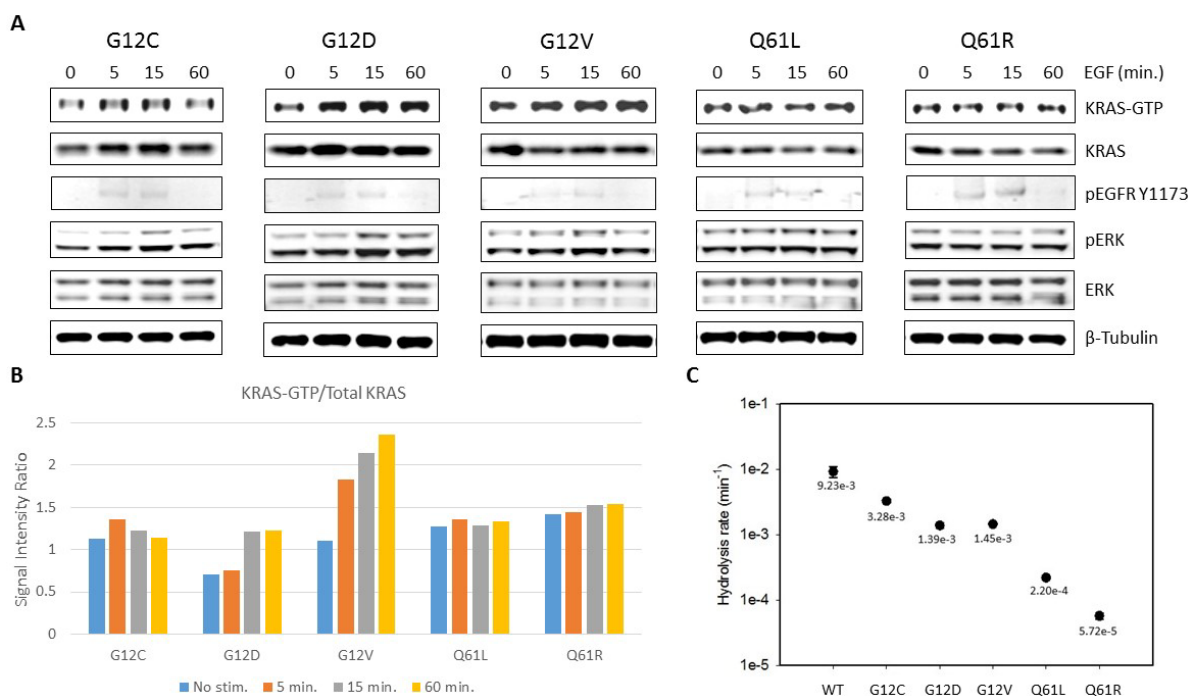 A
G12C G12D G12V Q61L Q61R
0 5 15 60 0 5 15 60 0 5 15 60 0 5 15 60 0 5 15 60 EGF (min.)
KRAS-GTP
KRAS
pEGFR Y1173
pERK
ERK
β-Tubulin
B
KRAS-GTP/Total KRAS
Signal Intensity Ratio
2.5
2
1.5
1
0.5
0
G12C G12D G12V Q61L Q61R
No stim. 5 min. 15 min. 60 min.
C
Hydrolysis rate (min⁻¹)
1e-1
1e-2
1e-3
1e-4
1e-5
9.23e-3
3.28e-3
1.39e-3
1.45e-3
2.20e-4
5.72e-5
WT G12C G12D G12V Q61L Q61R